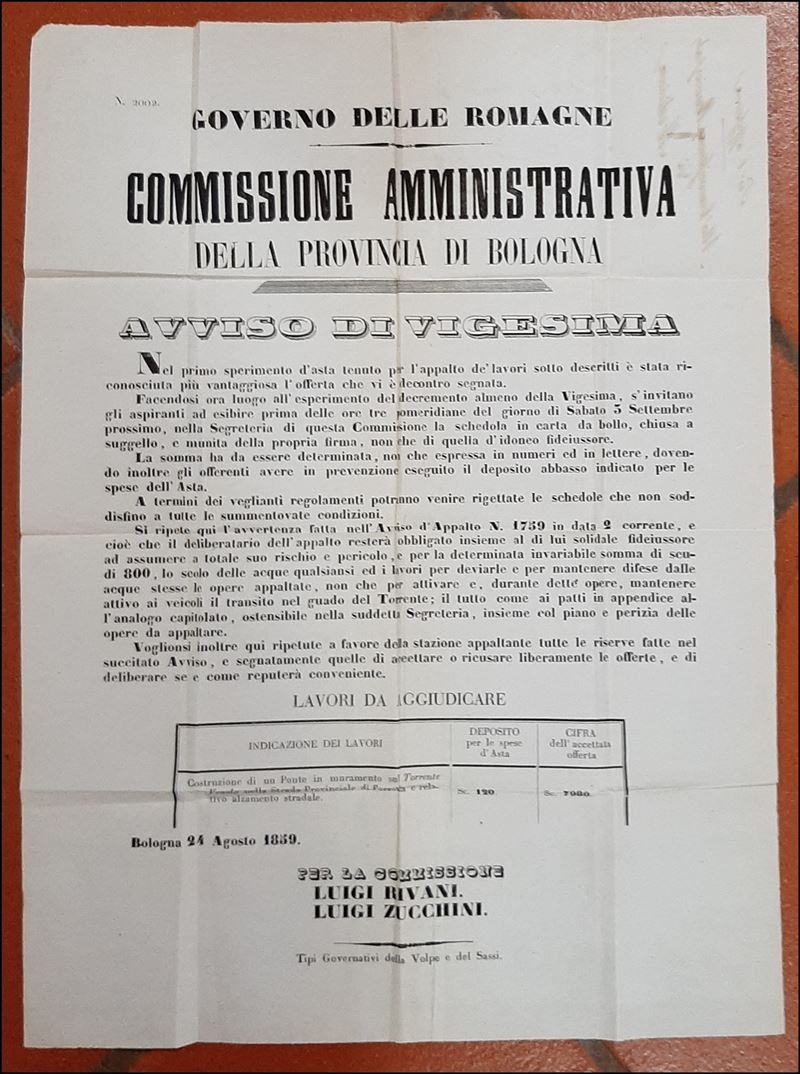 N. 2002.
GOVERNO DELLE ROMAGNE
COMMISSIONE AMMINISTRATIVA
DELLA PROVINCIA DI BOLOGNA
AVVISO DI VIGESIMA
Nel primo sperimento d'asta tenuto per l'appalto de' lavori sotto descritti è stata ri-
conosciuta più vantaggiosa l'offerta che vi è decontro segnata.
Facendosi ora luogo all'esperimento del decremento almeno della Vigesima, s'invitano
gli aspiranti ad esibire prima delle ore tre pomeridiane del giorno di Sabato 3 Settembre
prossimo, nella Segreteria di questa Commisione la schedola in carta da bollo, chiusa a
suggello, e munita della propria firma, non che di quella d'idoneo fideiussore.
La somma ha da essere determinata, non che espressa in numeri ed in lettere, doven-
do inoltre gli offerenti avere in prevenzione eseguito il deposito abbasso indicato per le
spese dell'Asta.
A termini dei veglianti regolamenti potranno venire rigettate le schedole che non sod-
disfino a tutte le summentovate condizioni.
Si ripete qui l'avvertenza fatta nell'Avviso d'Appalto N. 1759 in data 2 corrente, e
cioè che il deliberatario dell'appalto resterà obbligato insieme al di lui solidale fideiussore
ad assumere a totale suo rischio e pericolo, e per la determinata invariabile somma di scu-
di 800, lo scolo delle acque qualsiansi ed i lavori per deviarle e per mantenere difese dalle
acque stesse le opere appaltate, non che per attivare e, durante dette opere, mantenere
attivo ai veicoli il transito nel guado del Torrente; il tutto come ai patti in appendice al-
l'analogo capitolato, ostensibile nella suddetta Segreteria, insieme col piano e perizia delle
opere da appaltare.
Voglionsi inoltre qui ripetute a favore della stazione appaltante tutte le riserve fatte nel
succitato Avviso, e segnatamente quelle di accettare o ricusare liberamente le offerte, e di
deliberare se e come reputerà conveniente.
LAVORI DA AGGIUDICARE
INDICAZIONE DEI LAVORI
DEPOSITO
per le spese
d'Asta
CIFRA
dell'accettata
offerta
Costruzione di un Ponte in muramento sul Torrente
sulla Strada Provinciale di Porretta e rela-
tivo alzamento stradale.
Sc. 120
Sc. 7980
Bologna 24 Agosto 1859.
PER LA COMMISSIONE
LUIGI RIVANI.
LUIGI ZUCCHINI.
Tipi Governativi della Volpe e del Sassi.